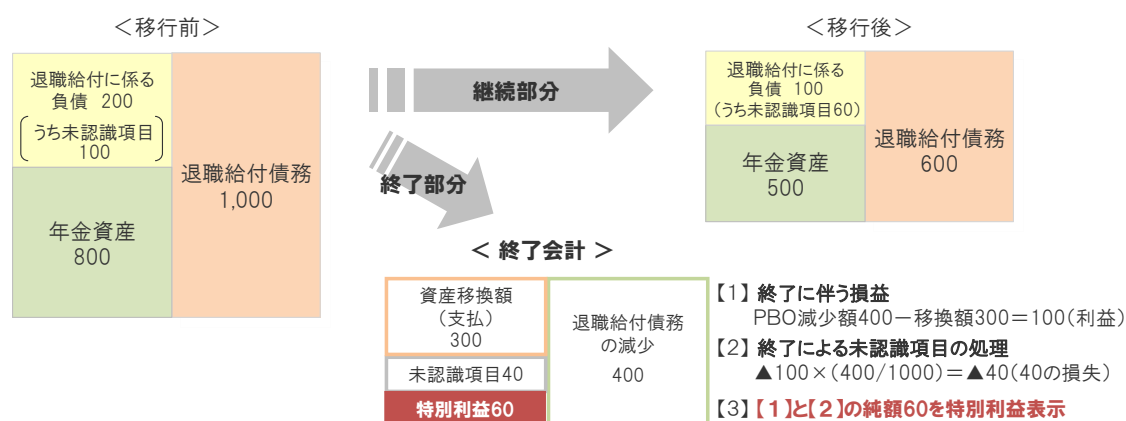 ＜移行前＞
退職給付に係る
負債 200
うち未認識項目
100
年金資産
800
退職給付債務
1,000
継続部分
終了部分
＜移行後＞
退職給付に係る
負債 100
(うち未認識項目60)
年金資産
500
退職給付債務
600
＜ 終了会計 ＞
資産移換額
（支払）
300
未認識項目40
特別利益60
退職給付債務
の減少
400
【1】 終了に伴う損益
PBO減少額400－移換額300＝100(利益)
【2】 終了による未認識項目の処理
▲100×(400/1000)＝▲40(40の損失)
【3】 【1】と【2】の純額60を特別利益表示